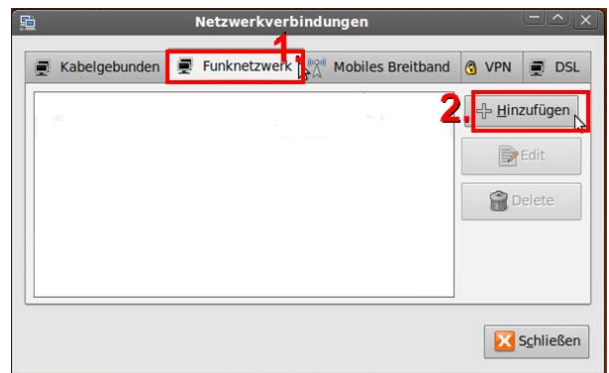 Netzwerkverbindungen
1.
Kabelgebunden Funknetzwerk Mobiles Breitband VPN DSL
2. Hinzufügen
Edit
Delete
Schließen